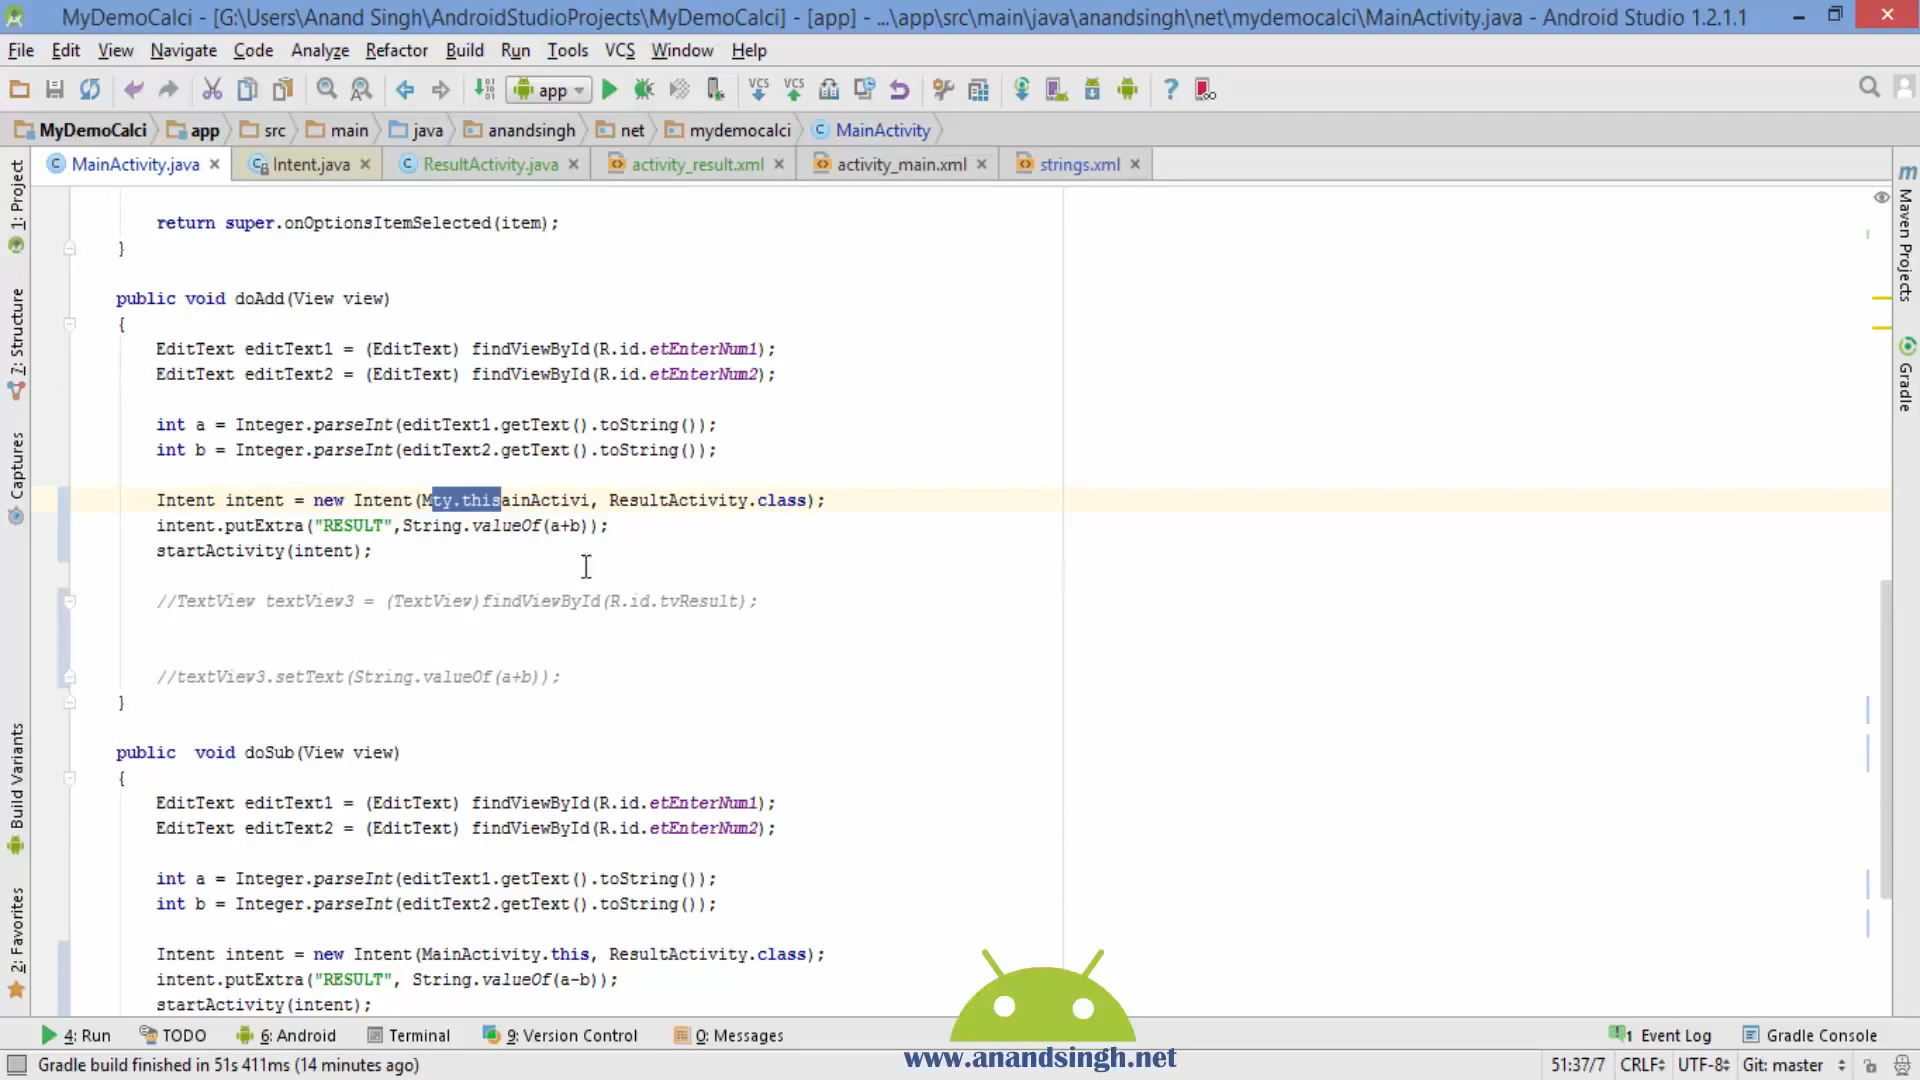 MyDemoCalci - [G:\Users\Anand Singh\AndroidStudioProjects\MyDemoCalci] - [app] - ...\app\src\main\java\anandsingh\net\mydemocalci\MainActivity.java - Android Studio 1.2.1.1
File Edit View Navigate Code Analyze Refactor Build Run Tools VCS Window Help
app
MyDemoCalci app src main java anandsingh net mydemocalci MainActivity
MainActivity.java Intent.java ResultActivity.java activity_result.xml activity_main.xml strings.xml
1: Project
7: Structure
Captures
Build Variants
2: Favorites
return super.onOptionsItemSelected(item);
}
public void doAdd(View view)
{
EditText editText1 = (EditText) findViewById(R.id.etEnterNum1);
EditText editText2 = (EditText) findViewById(R.id.etEnterNum2);
int a = Integer.parseInt(editText1.getText().toString());
int b = Integer.parseInt(editText2.getText().toString());
Intent intent = new Intent(Mty.thisainActivi, ResultActivity.class);
intent.putExtra("RESULT",String.valueOf(a+b));
startActivity(intent);
//TextView textView3 = (TextView)findViewById(R.id.tvResult);
//textView3.setText(String.valueOf(a+b));
}
public  void doSub(View view)
{
EditText editText1 = (EditText) findViewById(R.id.etEnterNum1);
EditText editText2 = (EditText) findViewById(R.id.etEnterNum2);
int a = Integer.parseInt(editText1.getText().toString());
int b = Integer.parseInt(editText2.getText().toString());
Intent intent = new Intent(MainActivity.this, ResultActivity.class);
intent.putExtra("RESULT", String.valueOf(a-b));
startActivity(intent);
m
Maven Projects
Gradle
www.anandsingh.net
4: Run TODO 6: Android Terminal 9: Version Control 0: Messages 1 Event Log Gradle Console
Gradle build finished in 51s 411ms (14 minutes ago) 51:37/7 CRLF UTF-8 Git: master